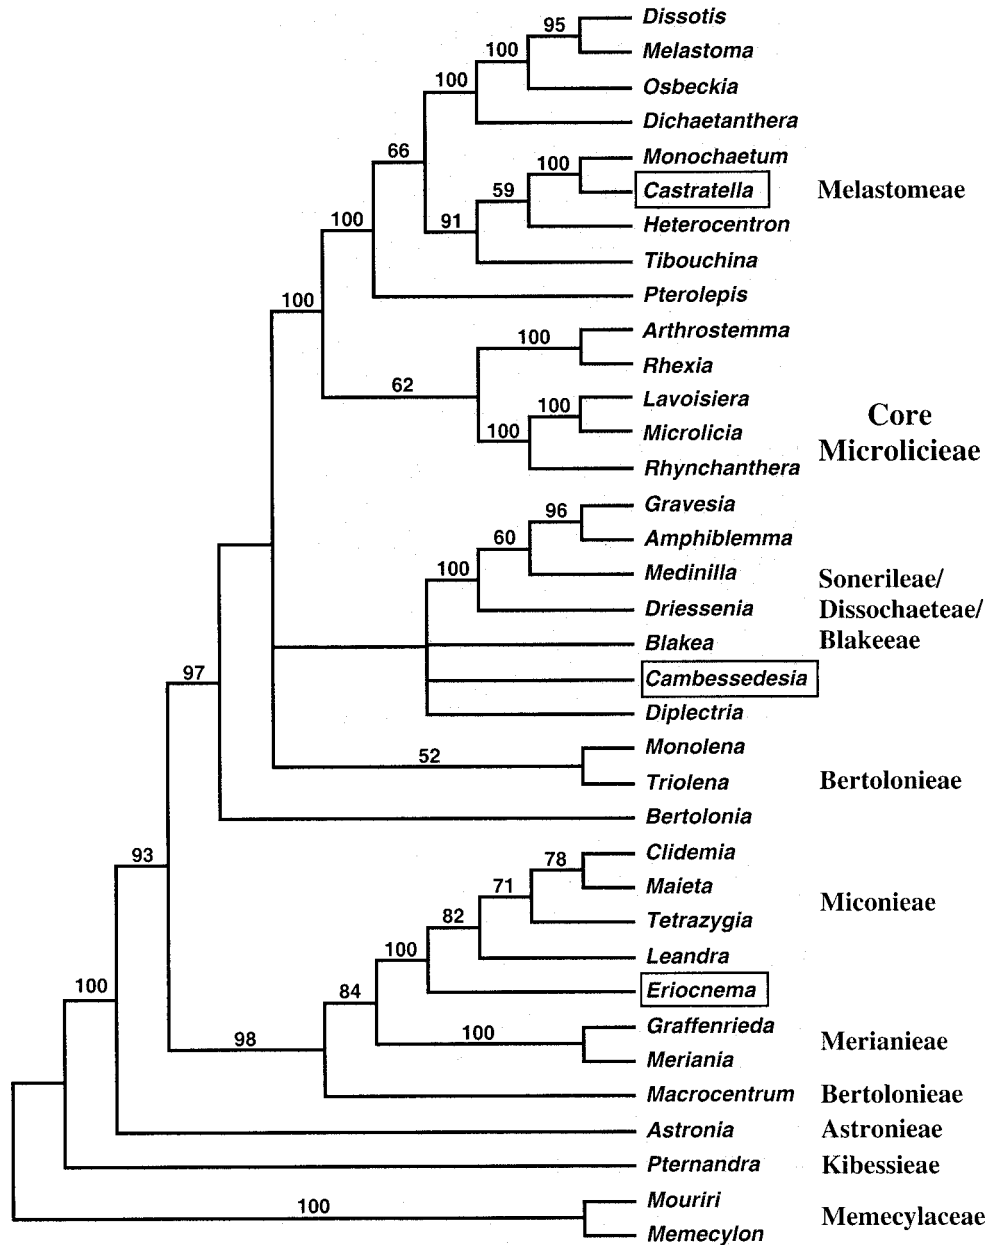 Dissotis
95
Melastoma
100
Osbeckia
100
Dichaetanthera
66
Monochaetum
100
Castratella
Melastomeae
59
Heterocentron
100
91
Tibouchina
Pterolepis
100
Arthrostemma
100
Rhexia
62
Lavoisiera
100
Core
Microlicia
100
Microlicieae
Rhynchanthera
Gravesia
96
Amphiblemma
60
Medinilla
100
Sonerileae/
Driessenia
Dissochaeteae/
Blakea
Blakeeae
97
Cambessedesia
Diplectria
Monolena
52
Triolena
Bertolonieae
Bertolonia
93
Clidemia
78
Maieta
71
Miconieae
Tetrazygia
82
Leandra
100
Eriocnema
100
84
Graffenrieda
100
98
Merianieae
Meriania
Macrocentrum
Bertolonieae
Astronia
Astronieae
Pternandra
Kibessieae
Mouriri
100
Memecylaceae
Memecylon